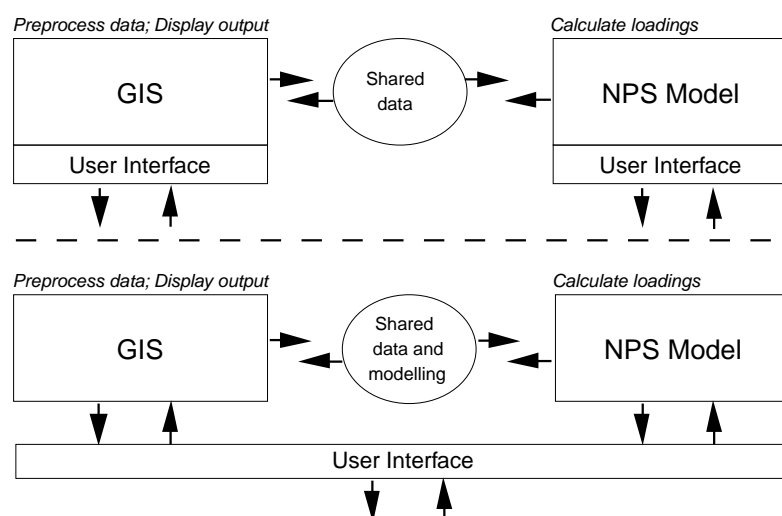 Preprocess data; Display output
Calculate loadings
GIS
Shared
data
NPS Model
User Interface
User Interface
Preprocess data; Display output
Calculate loadings
GIS
Shared
data and
modelling
NPS Model
User Interface